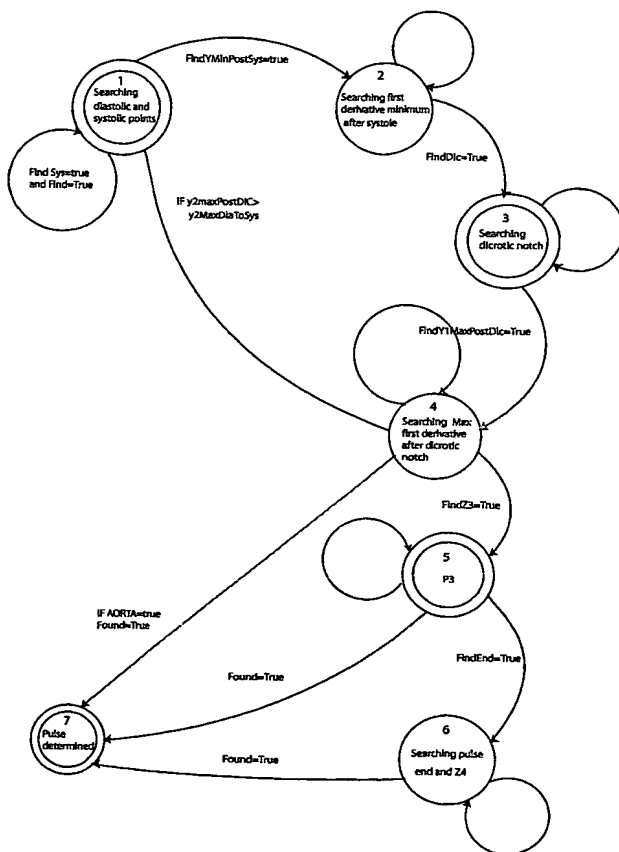 FindYMinPostSys=true
1
Searching
diastolic and
systolic points
2
Searching first
derivative minimum
after systole
Find Sys=true
and Find=True
FindDic=True
IF y2maxPostDIC>
y2MaxDiaToSys
3
Searching
dicrotic notch
FindY1MaxPostDic=True
4
Searching Max
first derivative
after dicrotic
notch
FindZ3=True
5
P3
IF AORTA=true
Found=True
FindEnd=True
Found=True
7
Pulse
determined
6
Searching pulse
end and Z4
Found=True